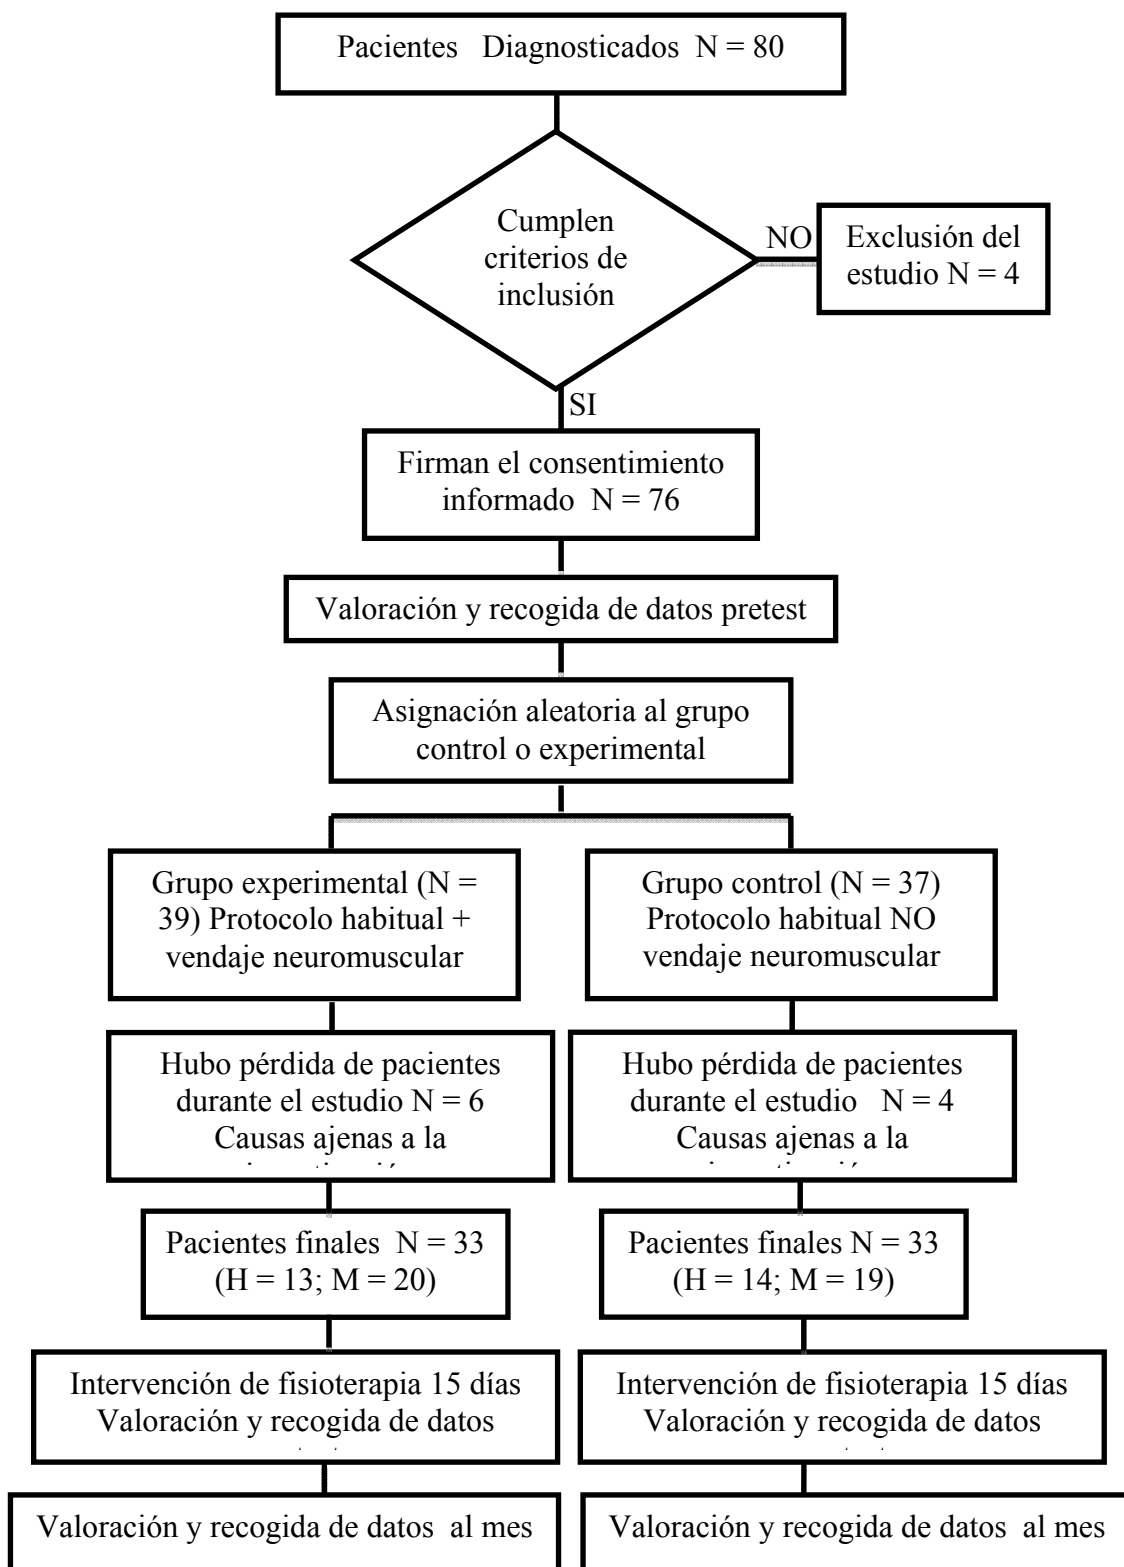 Pacientes Diagnosticados N = 80
Cumplen
criterios de
inclusión
NO
Exclusión del
estudio N = 4
SI
Firman el consentimiento
informado N = 76
Valoración y recogida de datos pretest
Asignación aleatoria al grupo
control o experimental
Grupo experimental (N =
39) Protocolo habitual +
vendaje neuromuscular
Grupo control (N = 37)
Protocolo habitual NO
vendaje neuromuscular
Hubo pérdida de pacientes
durante el estudio N = 6
Causas ajenas a la
Hubo pérdida de pacientes
durante el estudio N = 4
Causas ajenas a la
Pacientes finales N = 33
(H = 13; M = 20)
Pacientes finales N = 33
(H = 14; M = 19)
Intervención de fisioterapia 15 días
Valoración y recogida de datos
Intervención de fisioterapia 15 días
Valoración y recogida de datos
Valoración y recogida de datos al mes
Valoración y recogida de datos al mes